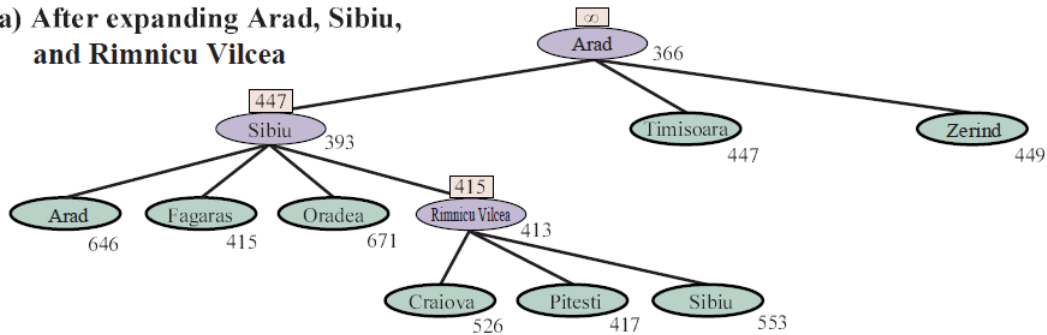 a) After expanding Arad, Sibiu,
and Rimnicu Vilcea
∞
Arad
366
447
Sibiu
393
Timisoara
447
Zerind
449
Arad
646
Fagaras
415
Oradea
671
415
Rimnicu Vilcea
413
Craiova
526
Pitesti
417
Sibiu
553